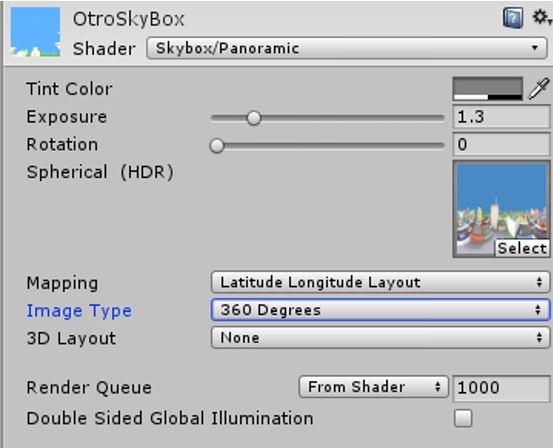 OtroSkyBox
Shader Skybox/Panoramic
Tint Color
Exposure 1.3
Rotation 0
Spherical (HDR)
Select
Mapping Latitude Longitude Layout
Image Type 360 Degrees
3D Layout None
Render Queue From Shader 1000
Double Sided Global Illumination